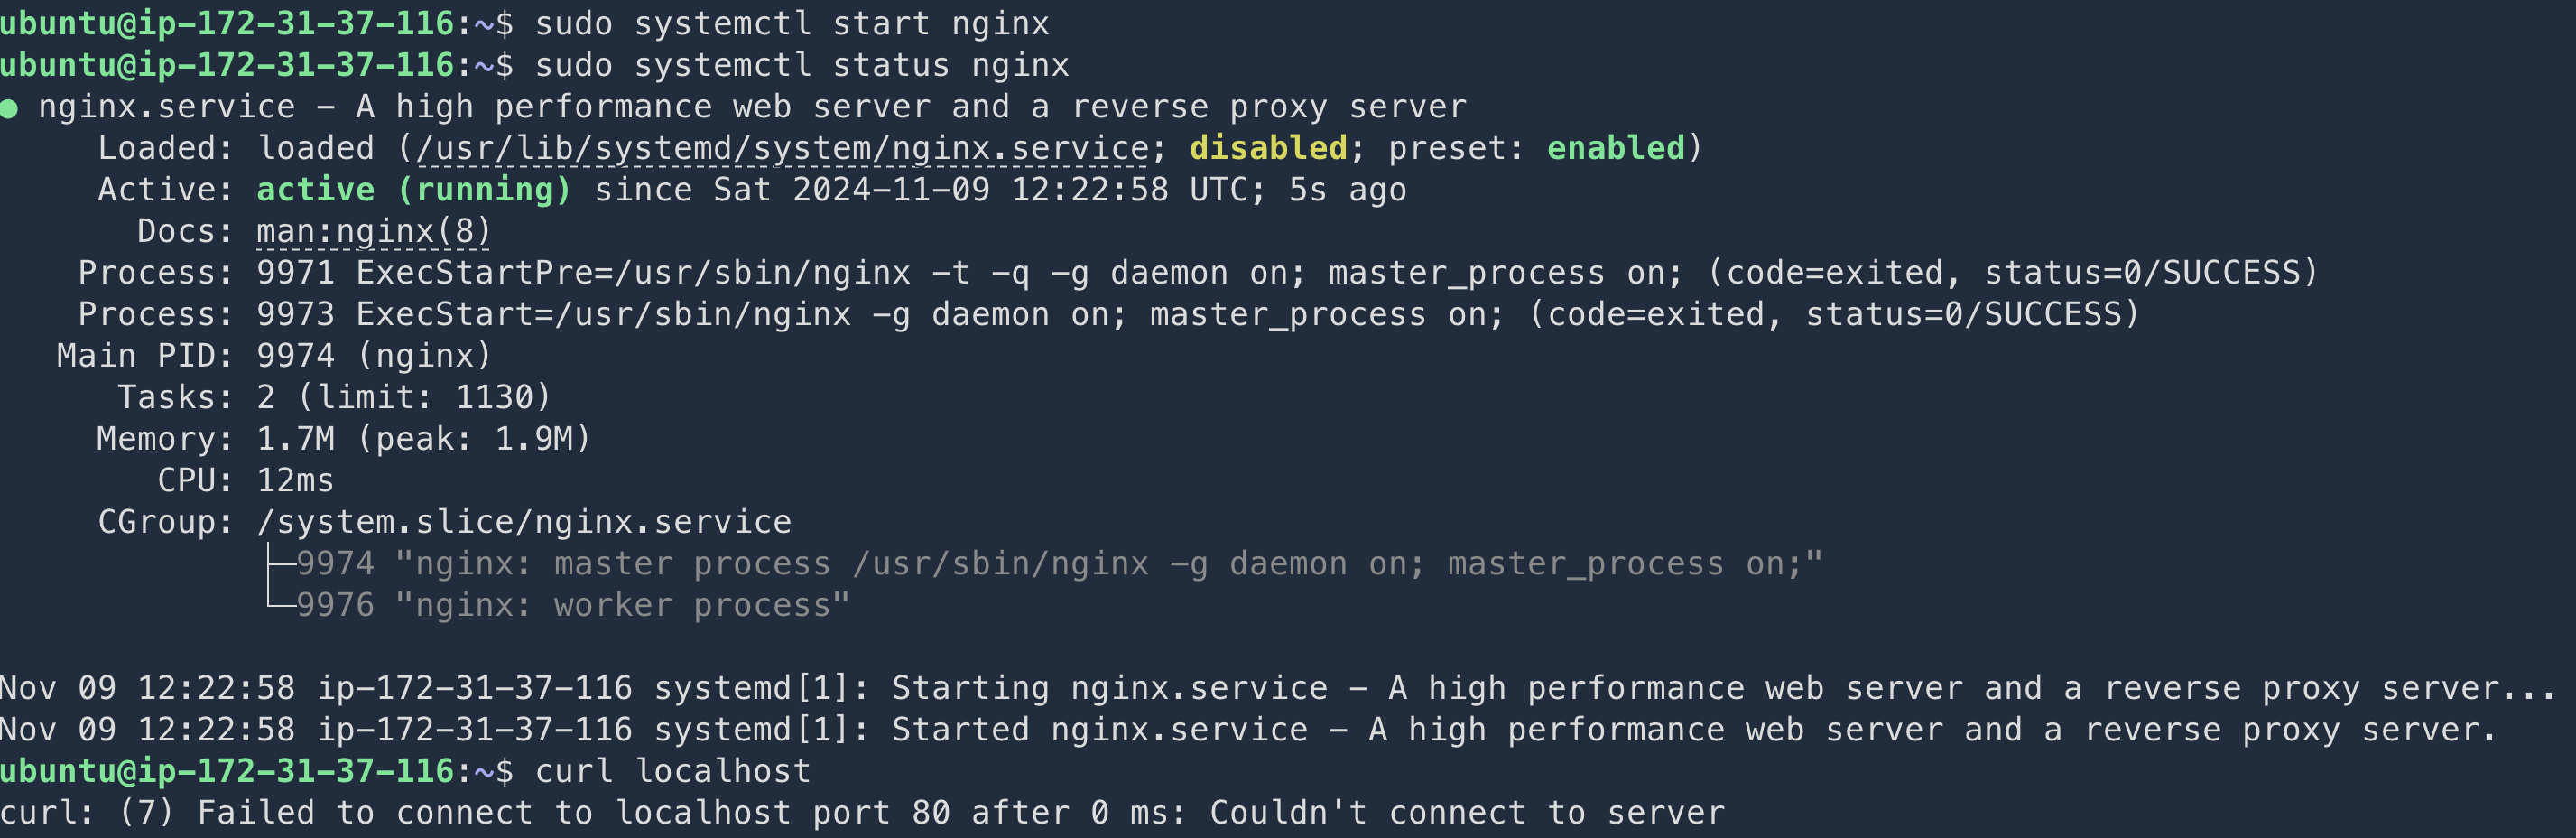 ubuntu@ip-172-31-37-116:~$ sudo systemctl start nginx
ubuntu@ip-172-31-37-116:~$ sudo systemctl status nginx
● nginx.service - A high performance web server and a reverse proxy server
     Loaded: loaded (/usr/lib/systemd/system/nginx.service; disabled; preset: enabled)
     Active: active (running) since Sat 2024-11-09 12:22:58 UTC; 5s ago
       Docs: man:nginx(8)
    Process: 9971 ExecStartPre=/usr/sbin/nginx -t -q -g daemon on; master_process on; (code=exited, status=0/SUCCESS)
    Process: 9973 ExecStart=/usr/sbin/nginx -g daemon on; master_process on; (code=exited, status=0/SUCCESS)
   Main PID: 9974 (nginx)
      Tasks: 2 (limit: 1130)
     Memory: 1.7M (peak: 1.9M)
        CPU: 12ms
     CGroup: /system.slice/nginx.service
             ├─9974 "nginx: master process /usr/sbin/nginx -g daemon on; master_process on;"
             └─9976 "nginx: worker process"

Nov 09 12:22:58 ip-172-31-37-116 systemd[1]: Starting nginx.service - A high performance web server and a reverse proxy server...
Nov 09 12:22:58 ip-172-31-37-116 systemd[1]: Started nginx.service - A high performance web server and a reverse proxy server.
ubuntu@ip-172-31-37-116:~$ curl localhost
curl: (7) Failed to connect to localhost port 80 after 0 ms: Couldn't connect to server